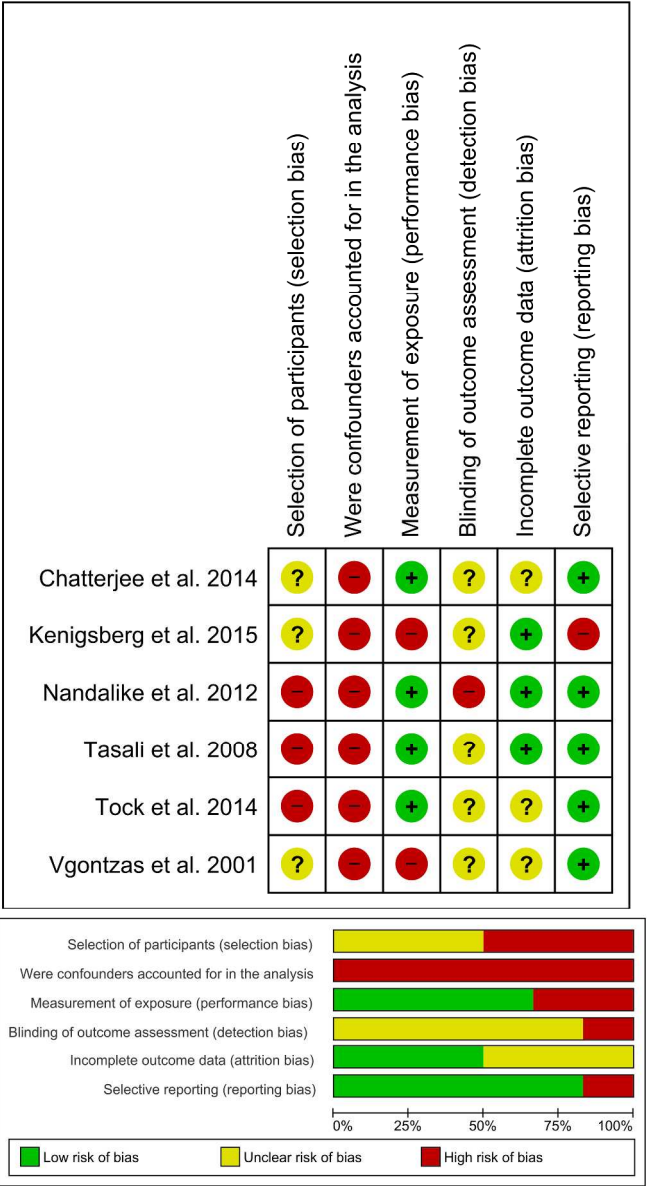 Selection of participants (selection bias)
Were confounders accounted for in the analysis
Measurement of exposure (performance bias)
Blinding of outcome assessment (detection bias)
Incomplete outcome data (attrition bias)
Selective reporting (reporting bias)
Chatterjee et al. 2014 ? − + ? ? +
Kenigsberg et al. 2015 ? − − ? + −
Nandalike et al. 2012 − − + − + +
Tasali et al. 2008 − − + ? + +
Tock et al. 2014 − − + ? ? +
Vgontzas et al. 2001 ? − − ? ? +
Selection of participants (selection bias)
Were confounders accounted for in the analysis
Measurement of exposure (performance bias)
Blinding of outcome assessment (detection bias)
Incomplete outcome data (attrition bias)
Selective reporting (reporting bias)
0% 25% 50% 75% 100%
Low risk of bias Unclear risk of bias High risk of bias